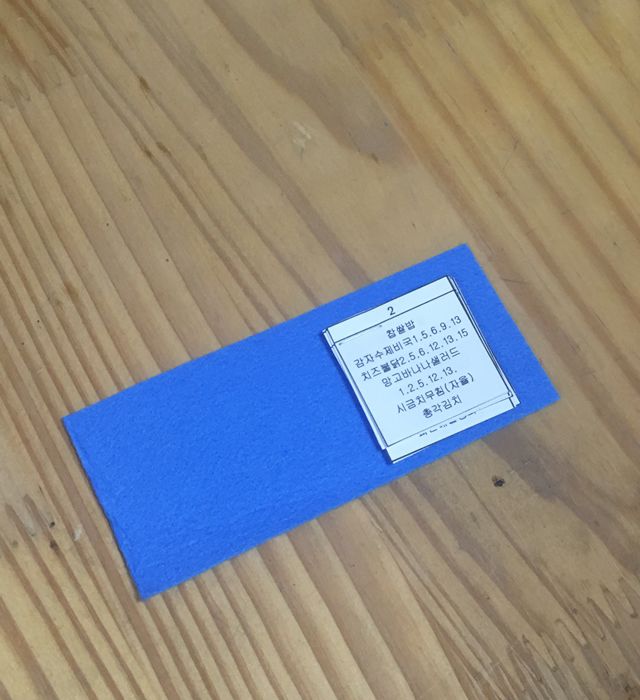 2
찹쌀밥
감자수제비국1.5.6.9.13
치즈불닭2.5.6.12.13.15
망고바나나샐러드
1.2.5.12.13.
시금치무침(자율)
총각김치